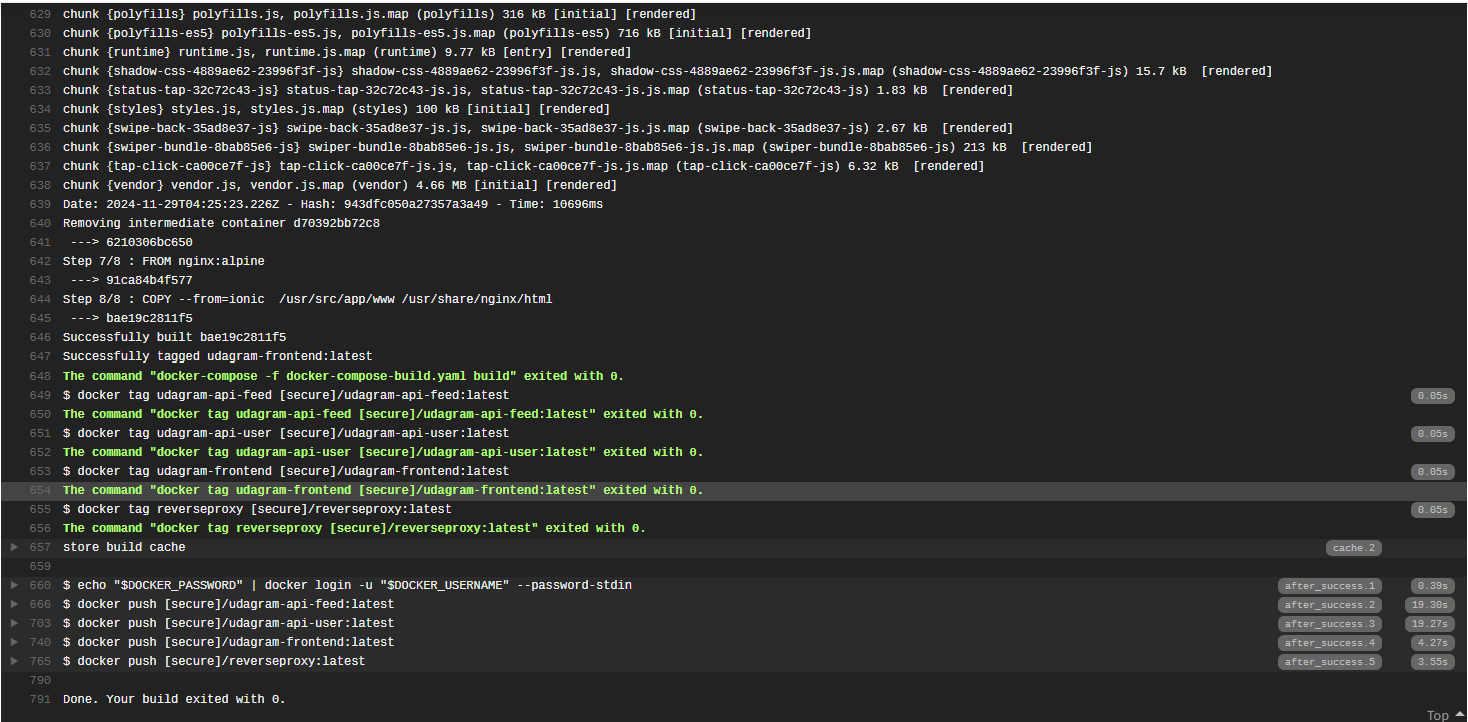 629 chunk {polyfills} polyfills.js, polyfills.js.map (polyfills) 316 kB [initial] [rendered]
630 chunk {polyfills-es5} polyfills-es5.js, polyfills-es5.js.map (polyfills-es5) 716 kB [initial] [rendered]
631 chunk {runtime} runtime.js, runtime.js.map (runtime) 9.77 kB [entry] [rendered]
632 chunk {shadow-css-4889ae62-23996f3f-js} shadow-css-4889ae62-23996f3f-js.js, shadow-css-4889ae62-23996f3f-js.js.map (shadow-css-4889ae62-23996f3f-js) 15.7 kB  [rendered]
633 chunk {status-tap-32c72c43-js} status-tap-32c72c43-js.js, status-tap-32c72c43-js.js.map (status-tap-32c72c43-js) 1.83 kB  [rendered]
634 chunk {styles} styles.js, styles.js.map (styles) 100 kB [initial] [rendered]
635 chunk {swipe-back-35ad8e37-js} swipe-back-35ad8e37-js.js, swipe-back-35ad8e37-js.js.map (swipe-back-35ad8e37-js) 2.67 kB  [rendered]
636 chunk {swiper-bundle-8bab85e6-js} swiper-bundle-8bab85e6-js.js, swiper-bundle-8bab85e6-js.js.map (swiper-bundle-8bab85e6-js) 213 kB  [rendered]
637 chunk {tap-click-ca00ce7f-js} tap-click-ca00ce7f-js.js, tap-click-ca00ce7f-js.js.map (tap-click-ca00ce7f-js) 6.32 kB  [rendered]
638 chunk {vendor} vendor.js, vendor.js.map (vendor) 4.66 MB [initial] [rendered]
639 Date: 2024-11-29T04:25:23.226Z - Hash: 943dfc050a27357a3a49 - Time: 10696ms
640 Removing intermediate container d70392bb72c8
641  ---> 6210306bc650
642 Step 7/8 : FROM nginx:alpine
643  ---> 91ca84b4f577
644 Step 8/8 : COPY --from=ionic  /usr/src/app/www /usr/share/nginx/html
645  ---> bae19c2811f5
646 Successfully built bae19c2811f5
647 Successfully tagged udagram-frontend:latest
648 The command "docker-compose -f docker-compose-build.yaml build" exited with 0.
649 $ docker tag udagram-api-feed [secure]/udagram-api-feed:latest 0.05s
650 The command "docker tag udagram-api-feed [secure]/udagram-api-feed:latest" exited with 0.
651 $ docker tag udagram-api-user [secure]/udagram-api-user:latest 0.05s
652 The command "docker tag udagram-api-user [secure]/udagram-api-user:latest" exited with 0.
653 $ docker tag udagram-frontend [secure]/udagram-frontend:latest 0.05s
654 The command "docker tag udagram-frontend [secure]/udagram-frontend:latest" exited with 0.
655 $ docker tag reverseproxy [secure]/reverseproxy:latest 0.05s
656 The command "docker tag reverseproxy [secure]/reverseproxy:latest" exited with 0.
657 store build cache cache.2
659
660 $ echo "$DOCKER_PASSWORD" | docker login -u "$DOCKER_USERNAME" --password-stdin after_success.1 0.39s
666 $ docker push [secure]/udagram-api-feed:latest after_success.2 19.30s
703 $ docker push [secure]/udagram-api-user:latest after_success.3 19.27s
740 $ docker push [secure]/udagram-frontend:latest after_success.4 4.27s
765 $ docker push [secure]/reverseproxy:latest after_success.5 3.55s
790
791 Done. Your build exited with 0.
Top